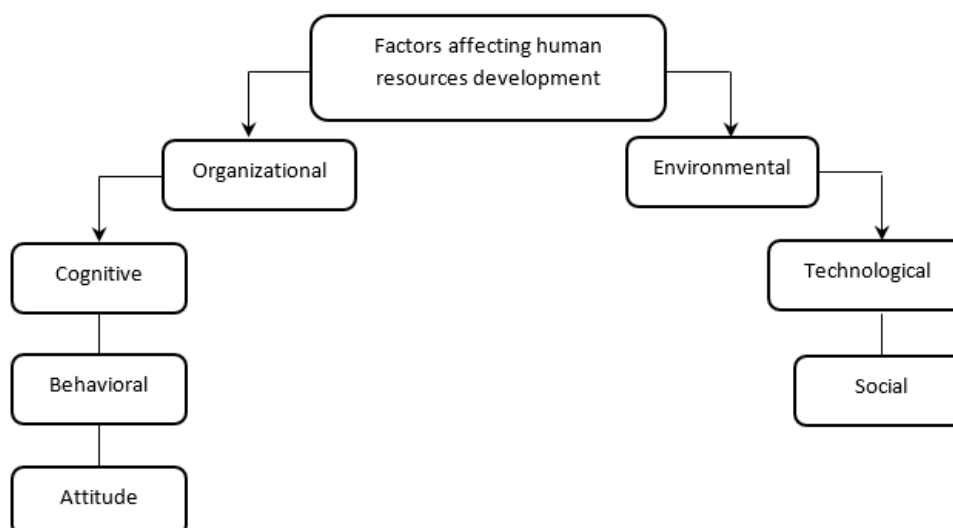 Factors affecting human
resources development
Organizational
Environmental
Cognitive
Technological
Behavioral
Social
Attitude